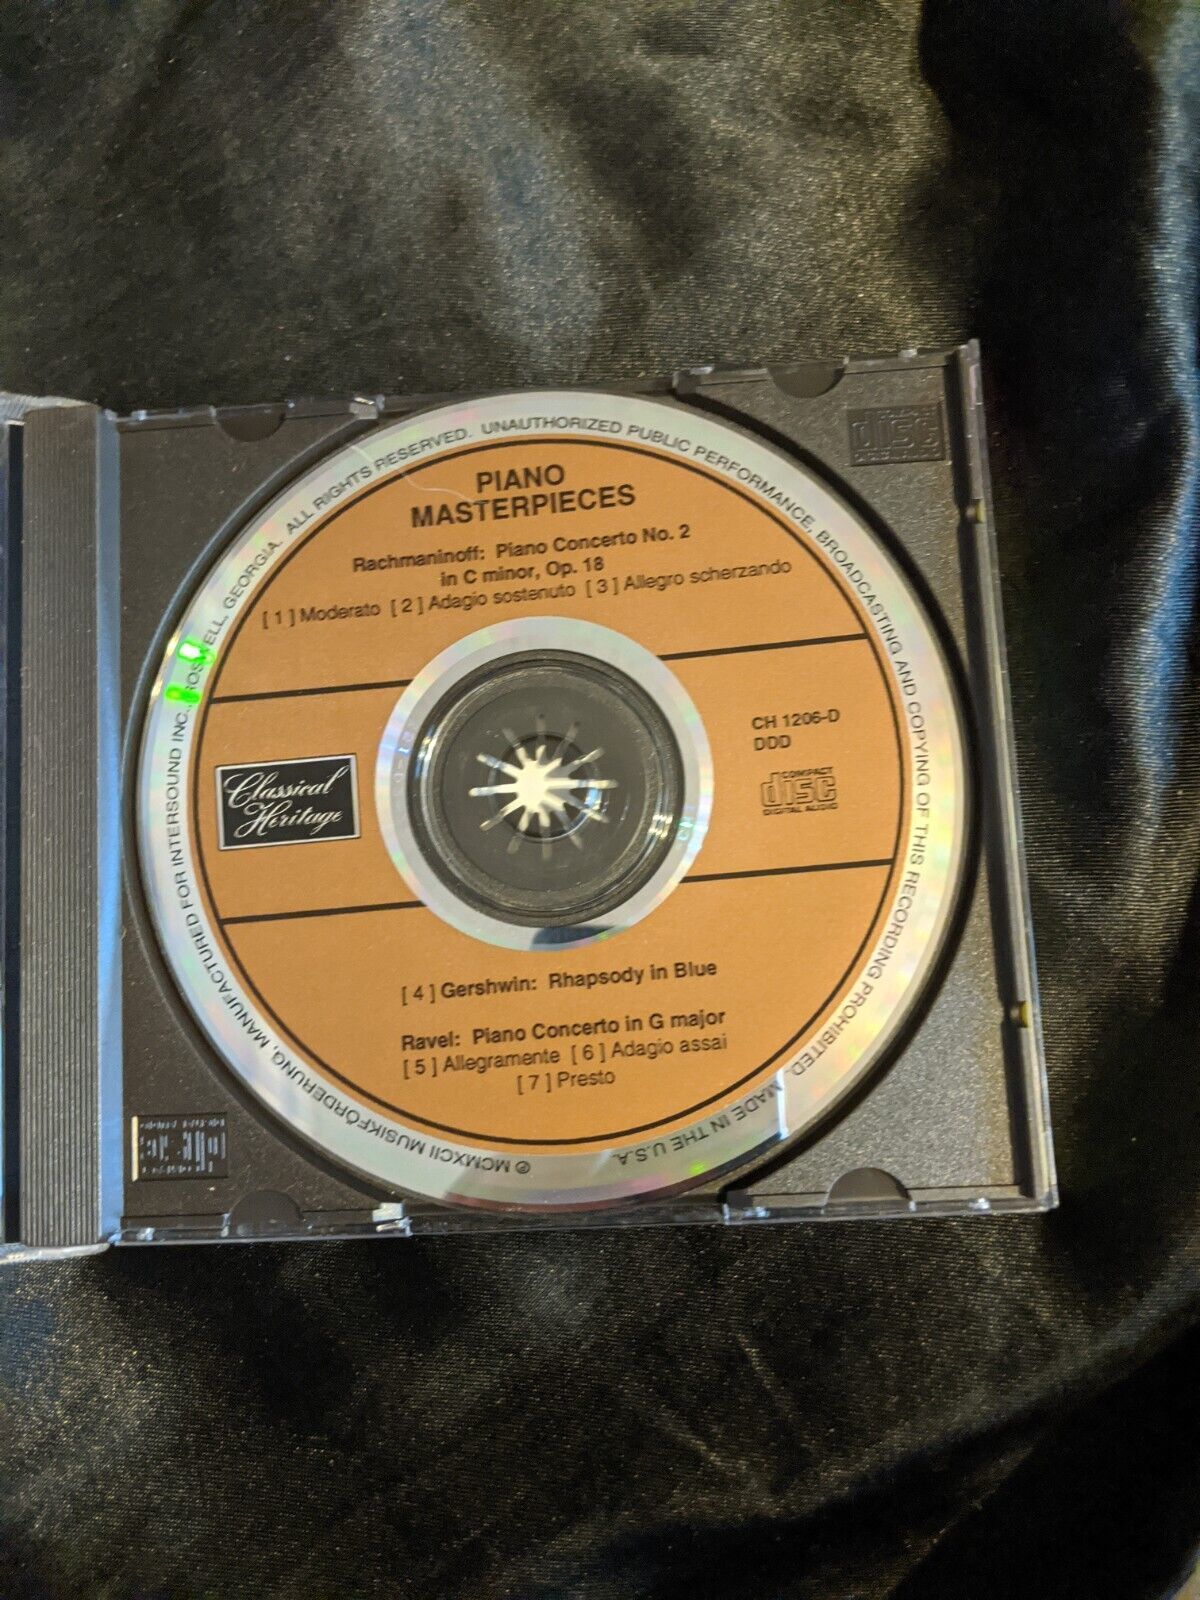 PIANO
MASTERPIECES
Rachmaninoff: Piano Concerto No. 2
in C minor, Op. 18
[ 1 ] Moderato [ 2 ] Adagio sostenuto [ 3 ] Allegro scherzando
Classical
Heritage
CH 1206-D
DDD
COMPACT
disc
DIGITAL AUDIO
[ 4 ] Gershwin: Rhapsody in Blue
Ravel: Piano Concerto in G major
[ 5 ] Allegramente [ 6 ] Adagio assai
[ 7 ] Presto
℗ MCMXCII MUSIKFÖRDERUNG, MANUFACTURED FOR INTERSOUND INC., ROSWELL, GEORGIA. ALL RIGHTS RESERVED. UNAUTHORIZED PUBLIC PERFORMANCE, BROADCASTING AND COPYING OF THIS RECORDING PROHIBITED. MADE IN THE U.S.A.
disc